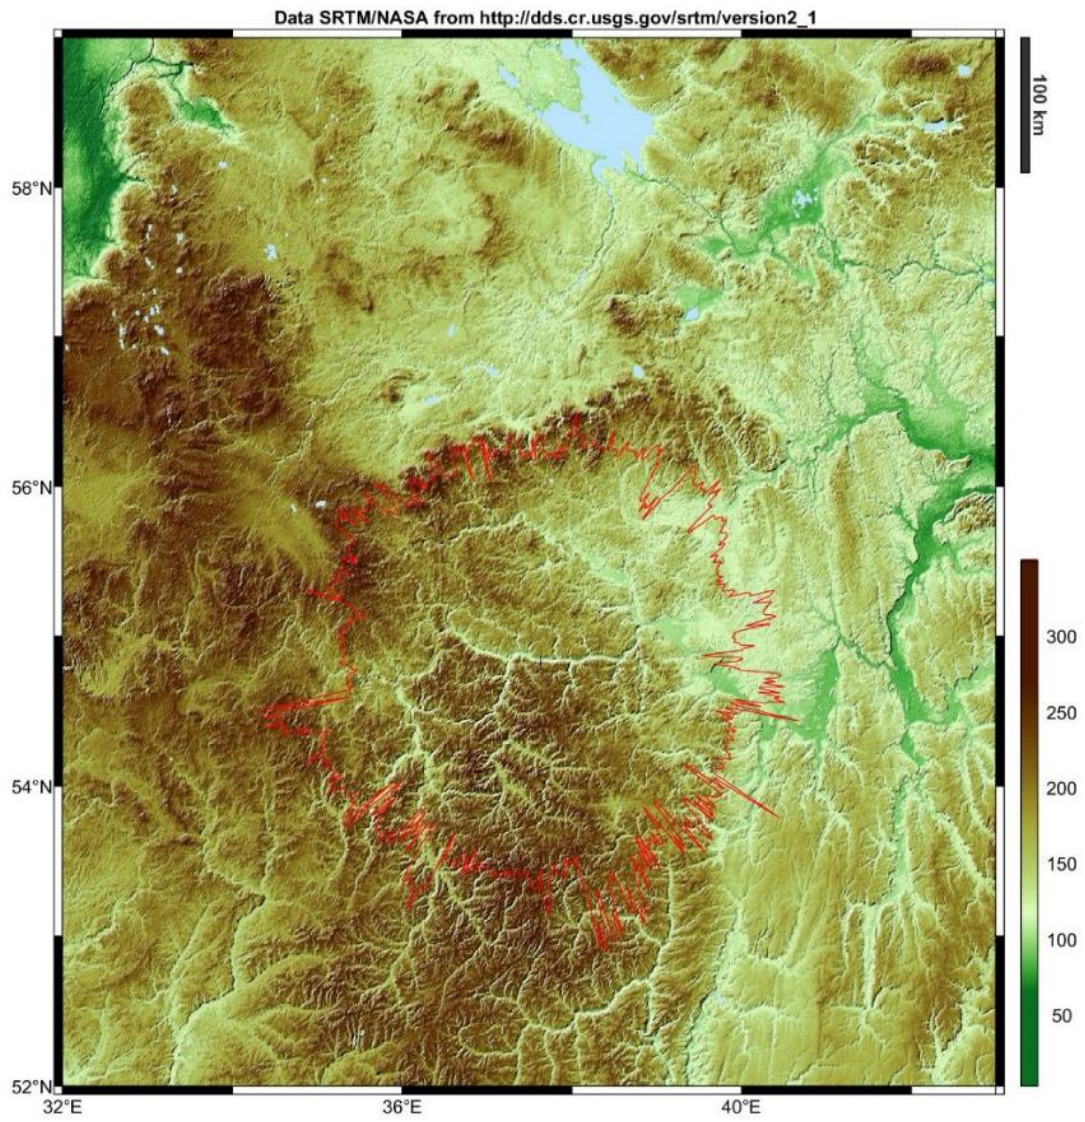 Data SRTM/NASA from http://dds.cr.usgs.gov/srtm/version2_1
100 km
58°N
56°N
54°N
52°N
32°E
36°E
40°E
300
250
200
150
100
50